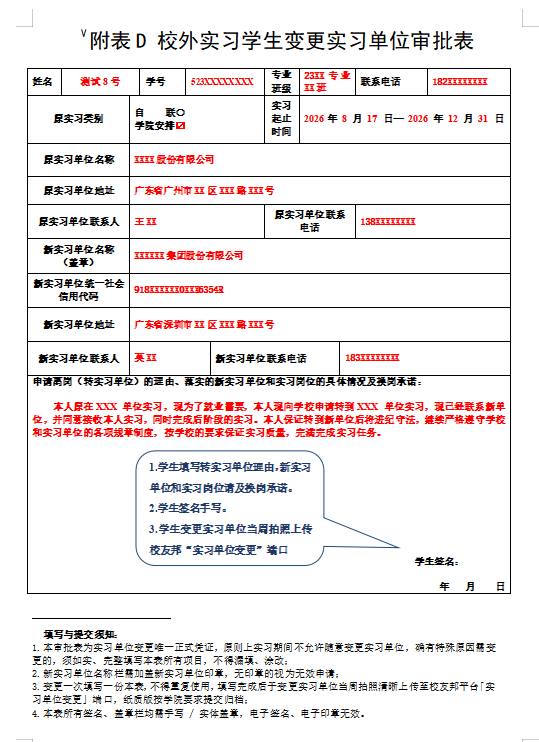 附表 D 校外实习学生变更实习单位审批表
姓名 测试 8 号 学号 523XXXXXXXX 专业班级 23XX 专业 XX 班 联系电话 182XXXXXXXX
原实习类别 自 联○ 学院安排☑ 实习起止时间 2026 年 8 月 17 日— 2026 年 12 月 31 日
原实习单位名称 XXXX 股份有限公司
原实习单位地址 广东省广州市 XX 区 XXX 路 XXX 号
原实习单位联系人 王 XX 原实习单位联系电话 138XXXXXXXX
新实习单位名称（盖章） XXXXXX 集团股份有限公司
新实习单位统一社会信用代码 918XXXXXX0XXX6354X
新实习单位地址 广东省深圳市 XX 区 XXX 路 XXX 号
新实习单位联系人 莫 XX 新实习单位联系电话 183XXXXXXXX
申请离岗（转实习单位）的理由、落实的新实习单位和实习岗位的具体情况及换岗承诺：
本人原在 XXX 单位实习，现为了就业需要，本人现向学校申请转到 XXX 单位实习，现已经联系新单
位，并同意接收本人实习，同时完成后阶段的实习。本人保证转到新单位后将遵纪守法，继续严格遵守学校
和实习单位的各项规章制度，按学校的要求保证实习质量，完满完成实习任务。
1.学生填写转实习单位理由,新实习
单位和实习岗位请及换岗承诺。
2.学生签名手写。
3.学生变更实习单位当周拍照上传
校友邦“实习单位变更”端口
学生签名：
年 月 日
填写与提交须知：
1. 本审批表为实习单位变更唯一正式凭证，原则上实习期间不允许随意变更实习单位，确有特殊原因需变
更的，须如实、完整填写本表所有项目，不得漏填、涂改；
2. 新实习单位名称栏需加盖新实习单位印章，无印章的视为无效申请；
3. 变更一次填写一份本表，不得重复使用，填写完成后于变更实习单位当周拍照清晰上传至校友邦平台「实
习单位变更」端口，纸质版按学院要求提交归档；
4. 本表所有签名、盖章栏均需手写 / 实体盖章，电子签名、电子印章无效。